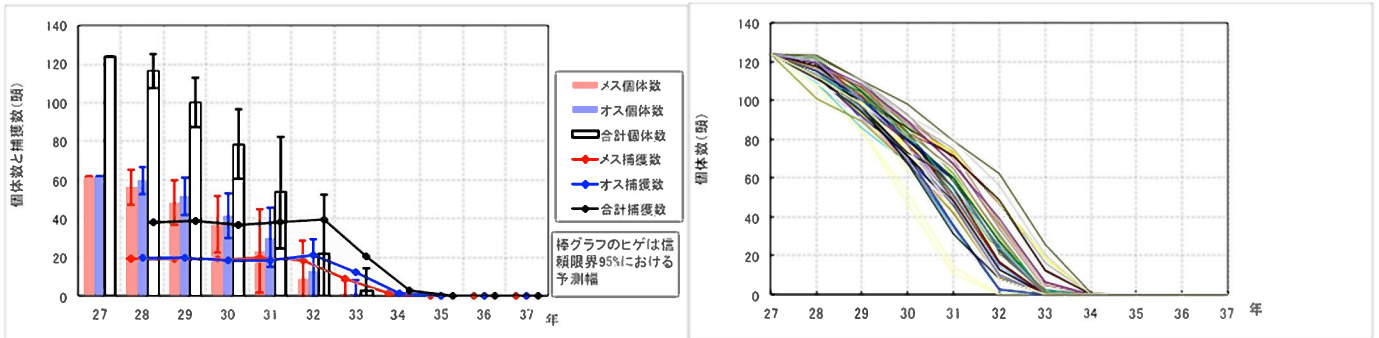 個体数と捕獲数(頭)
140
120
100
80
60
40
20
0
27 28 29 30 31 32 33 34 35 36 37 年
メス個体数
オス個体数
合計個体数
メス捕獲数
オス捕獲数
合計捕獲数
棒グラフのヒゲは信
頼限界95%における
予測幅
個体数(頭)
140
120
100
80
60
40
20
0
27 28 29 30 31 32 33 34 35 36 37 年